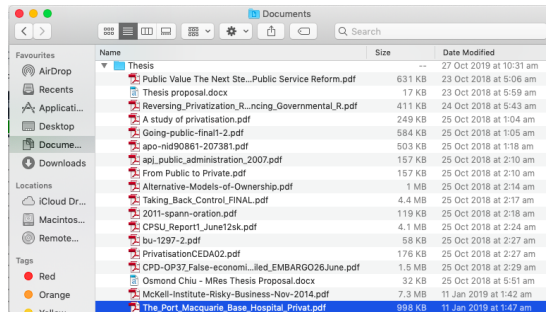 Documents
Search
Favourites
AirDrop
Recents
Applicati...
Desktop
Docume...
Downloads
Locations
iCloud Dr...
Macintos...
Remote...
Tags
Red
Orange
Yellow
Name Size Date Modified
Thesis -- 27 Oct 2019 at 10:31 am
Public Value The Next Ste...Public Service Reform.pdf 631 KB 23 Oct 2018 at 5:06 am
Thesis proposal.docx 17 KB 23 Oct 2018 at 5:59 am
Reversing_Privatization_R...ncing_Governmental_R.pdf 411 KB 24 Oct 2018 at 5:43 am
A study of privatisation.pdf 249 KB 25 Oct 2018 at 1:04 am
Going-public-final1-2.pdf 584 KB 25 Oct 2018 at 1:05 am
apo-nid90861-207381.pdf 503 KB 25 Oct 2018 at 1:18 am
apj_public_administration_2007.pdf 157 KB 25 Oct 2018 at 2:10 am
From Public to Private.pdf 157 KB 25 Oct 2018 at 2:10 am
Alternative-Models-of-Ownership.pdf 1 MB 25 Oct 2018 at 2:14 am
Taking_Back_Control_FINAL.pdf 4.4 MB 25 Oct 2018 at 2:17 am
2011-spann-oration.pdf 119 KB 25 Oct 2018 at 2:18 am
CPSU_Report1_June12sk.pdf 4.1 MB 25 Oct 2018 at 2:24 am
bu-1297-2.pdf 58 KB 25 Oct 2018 at 2:27 am
PrivatisationCEDA02.pdf 176 KB 25 Oct 2018 at 2:27 am
CPD-OP37_False-economi...iled_EMBARGO26June.pdf 1.5 MB 25 Oct 2018 at 2:29 am
Osmond Chiu - MRes Thesis Proposal.docx 32 KB 25 Oct 2018 at 5:51 am
McKell-Institute-Risky-Business-Nov-2014.pdf 7.3 MB 11 Jan 2019 at 1:42 am
The_Port_Macquarie_Base_Hospital_Privat.pdf 998 KB 11 Jan 2019 at 1:47 am